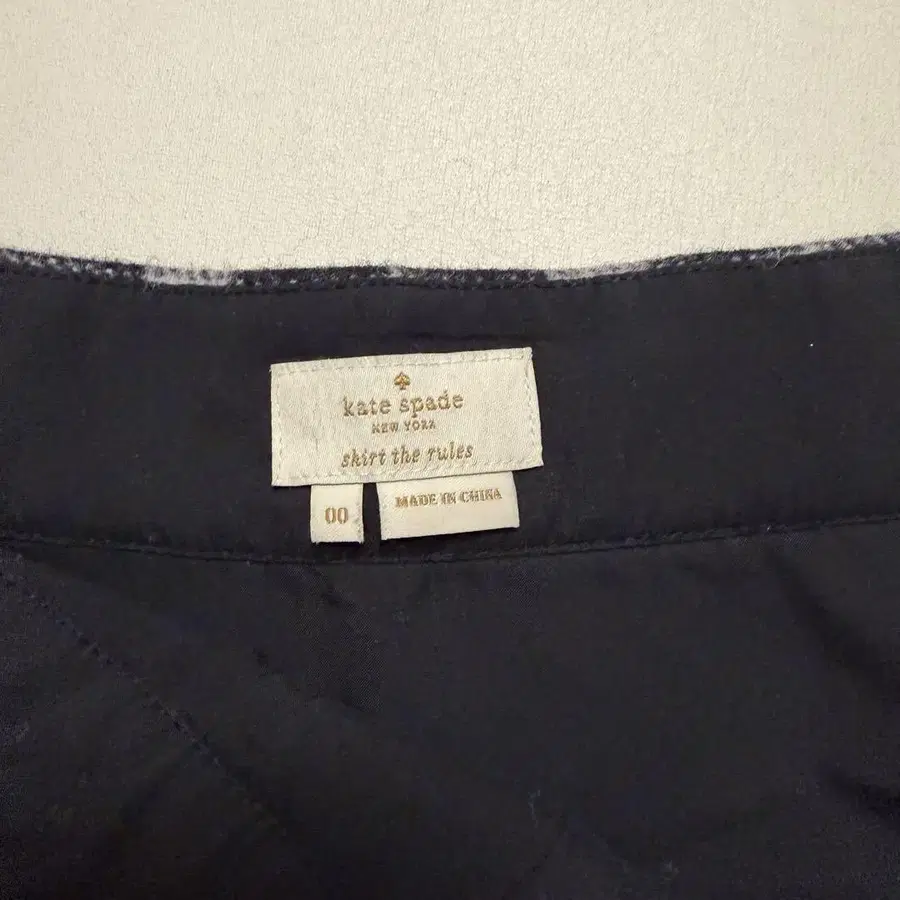 kate spade
NEW YORK
skirt the rules
00
MADE IN CHINA